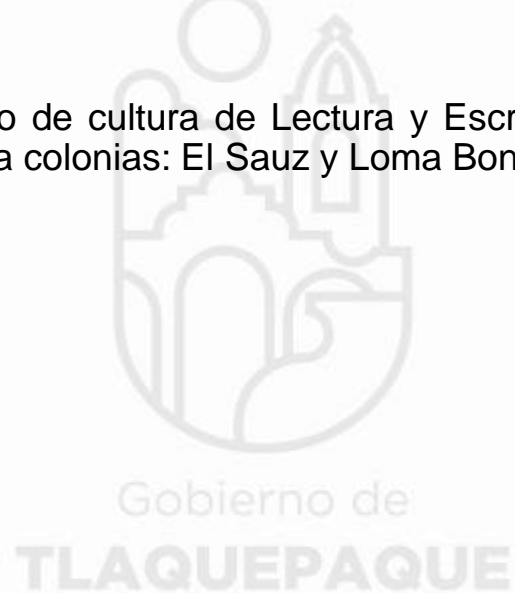 o de cultura de Lectura y Escr
a colonias: El Sauz y Loma Bon
Gobierno de
TLAQUEPAQUE